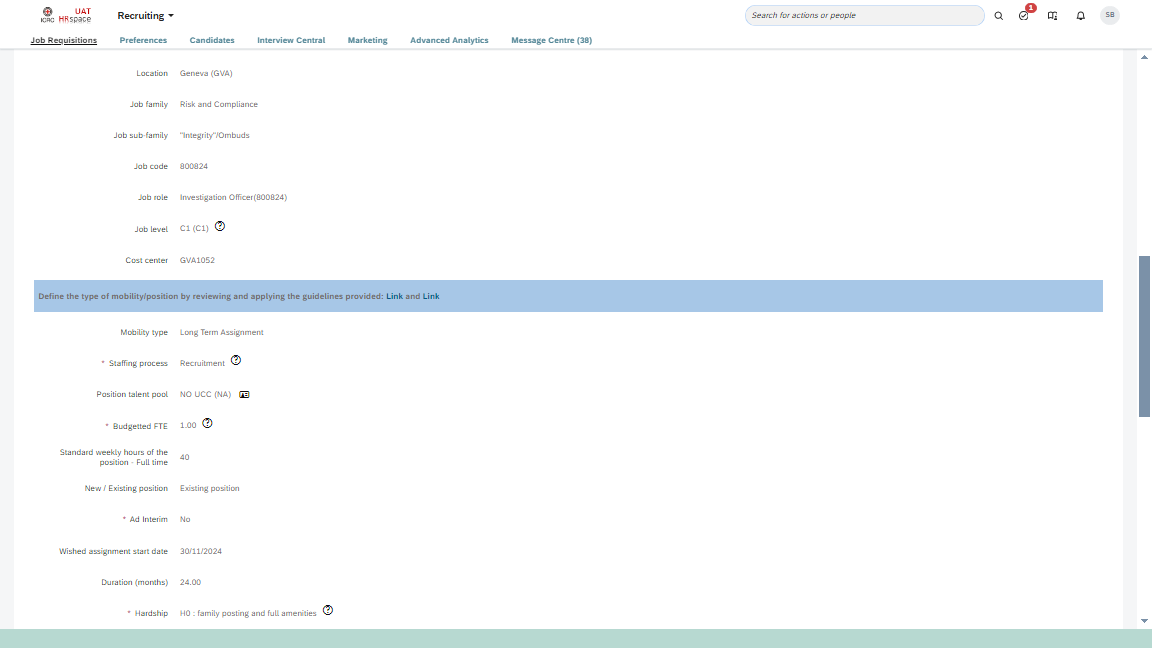 ICRC UAT HRspace Recruiting Search for actions or people 1 SB
Job Requisitions Preferences Candidates Interview Central Marketing Advanced Analytics Message Centre (38)
Location Geneva (GVA)
Job family Risk and Compliance
Job sub-family "Integrity"/Ombuds
Job code 800824
Job role Investigation Officer(800824)
Job level C1 (C1) ?
Cost center GVA1052
Define the type of mobility/position by reviewing and applying the guidelines provided: Link and Link
Mobility type Long Term Assignment
* Staffing process Recruitment ?
Position talent pool NO UCC (NA)
* Budgetted FTE 1.00 ?
Standard weekly hours of the
position - Full time 40
New / Existing position Existing position
* Ad Interim No
Wished assignment start date 30/11/2024
Duration (months) 24.00
* Hardship H0 : family posting and full amenities ?